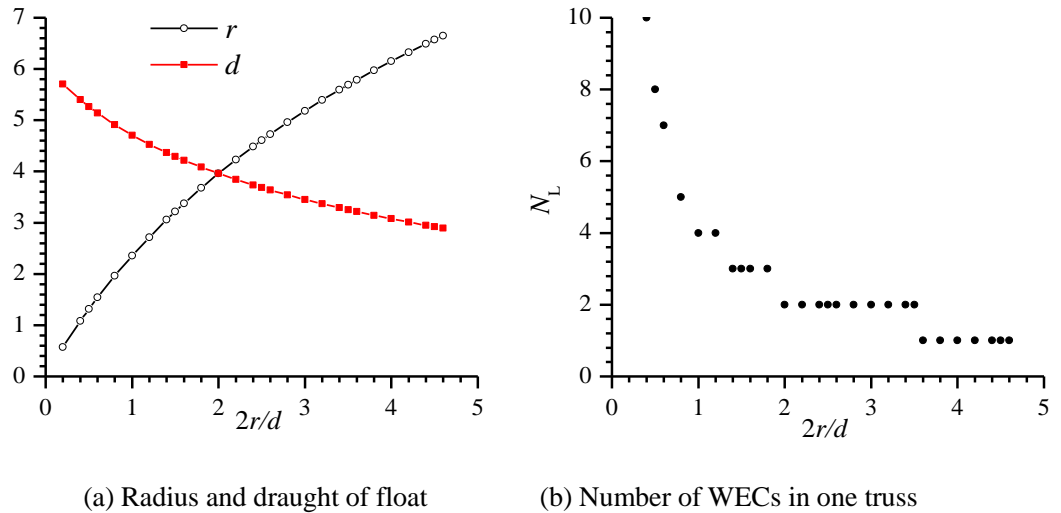 7
6
5
4
3
2
1
0
r
d
0 1 2 3 4 5
2r/d
10
8
6
4
2
0
N_L
0 1 2 3 4 5
2r/d
(a) Radius and draught of float
(b) Number of WECs in one truss